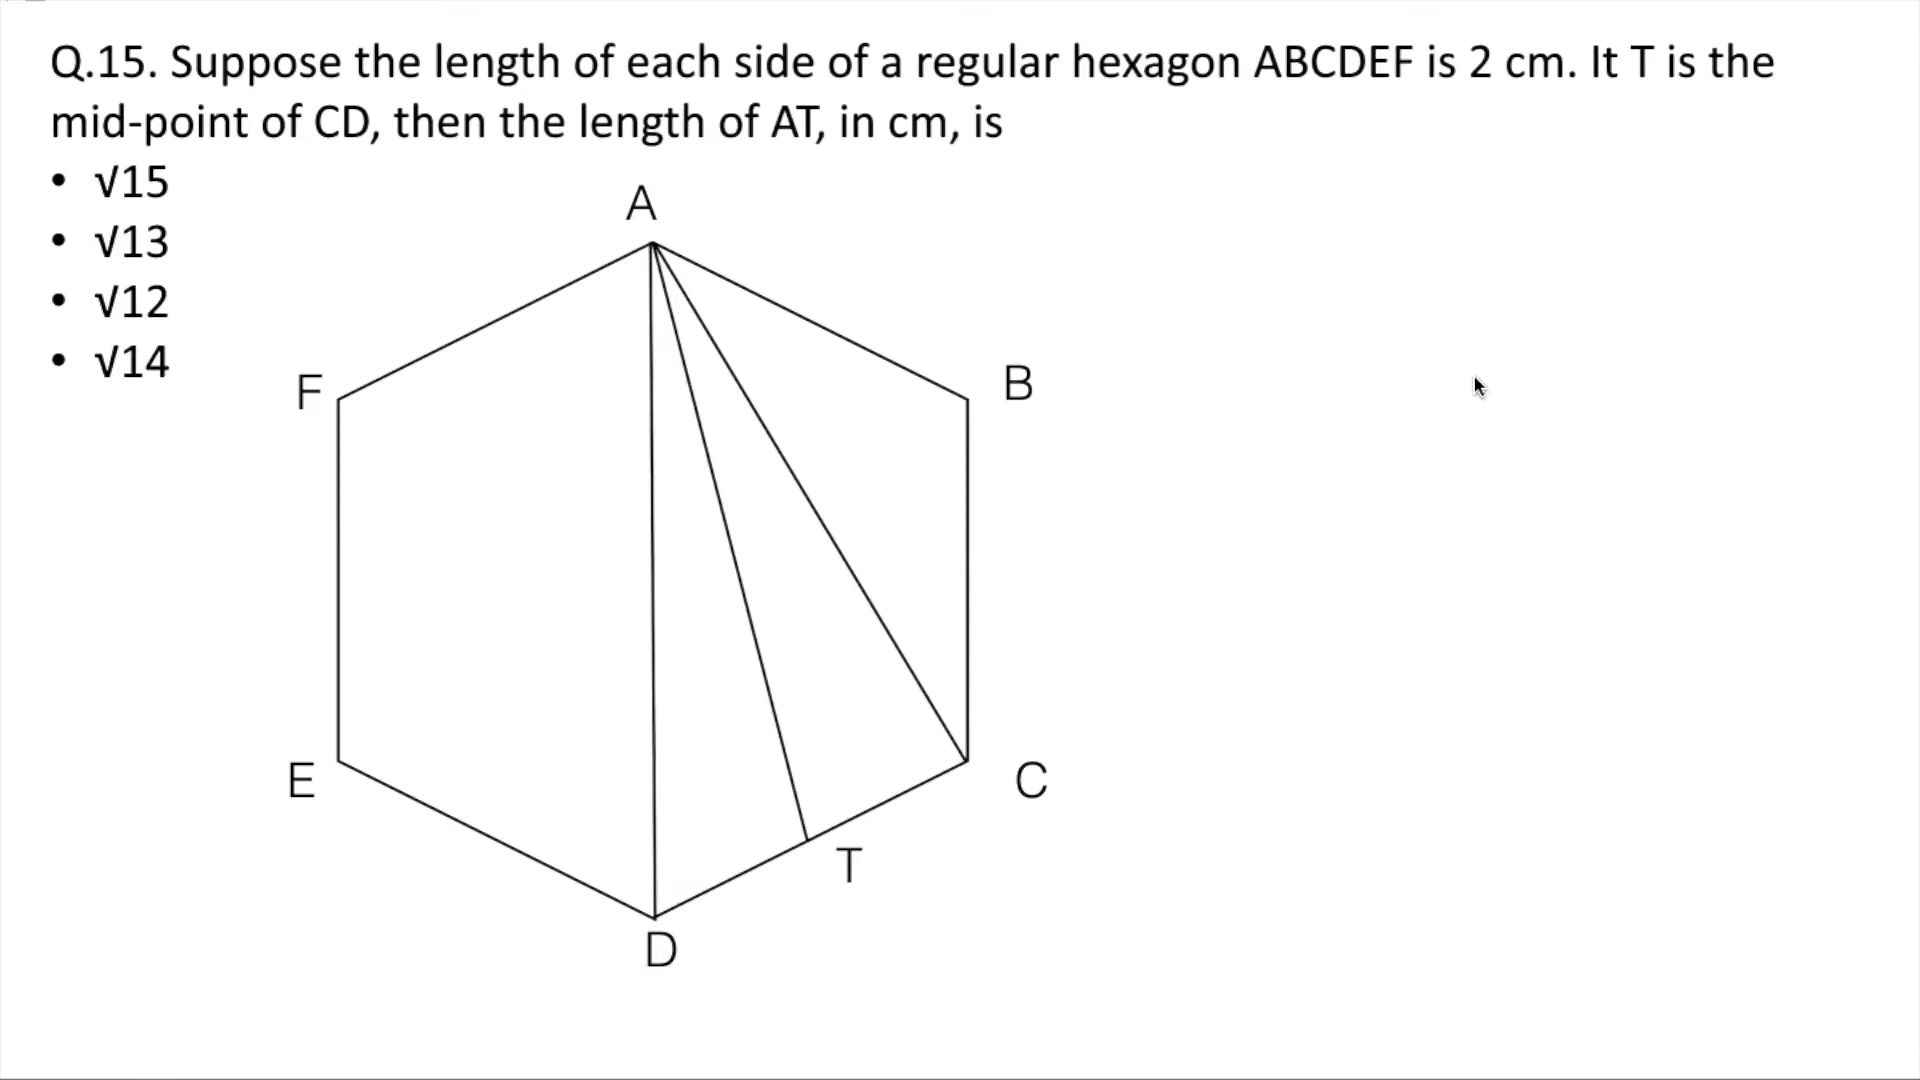 Q.15. Suppose the length of each side of a regular hexagon ABCDEF is 2 cm. It T is the
mid-point of CD, then the length of AT, in cm, is
• √15
• √13
• √12
• √14
A
F
B
E
C
T
D